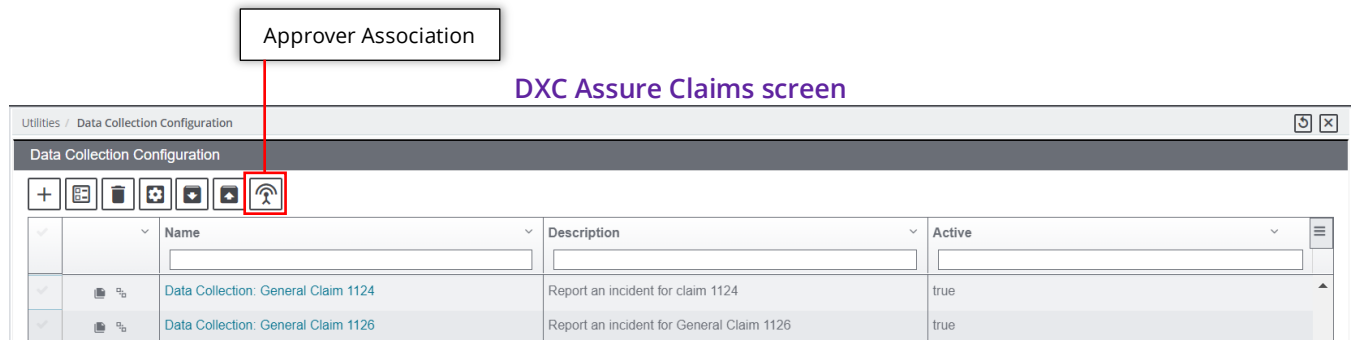 Approver Association
DXC Assure Claims screen
Utilities / Data Collection Configuration
Data Collection Configuration
Name Description Active
Data Collection: General Claim 1124 Report an incident for claim 1124 true
Data Collection: General Claim 1126 Report an incident for General Claim 1126 true